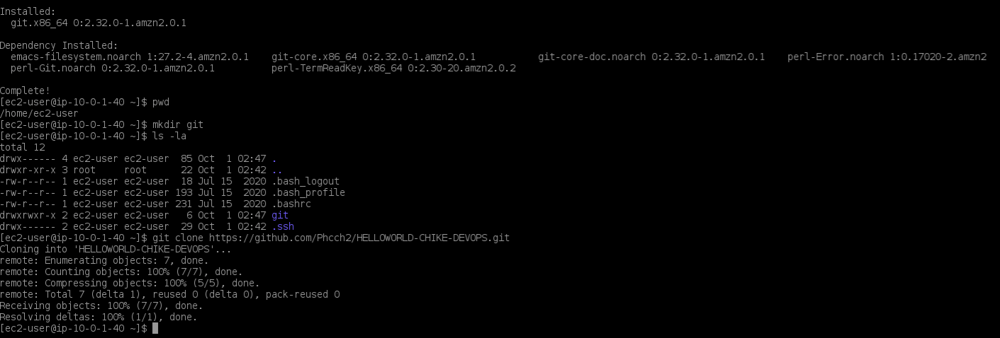 Installed:
  git.x86_64 0:2.32.0-1.amzn2.0.1

Dependency Installed:
  emacs-filesystem.noarch 1:27.2-4.amzn2.0.1    git-core.x86_64 0:2.32.0-1.amzn2.0.1           git-core-doc.noarch 0:2.32.0-1.amzn2.0.1    perl-Error.noarch 1:0.17020-2.amzn2
  perl-Git.noarch 0:2.32.0-1.amzn2.0.1          perl-TermReadKey.x86_64 0:2.30-20.amzn2.0.2

Complete!
[ec2-user@ip-10-0-1-40 ~]$ pwd
/home/ec2-user
[ec2-user@ip-10-0-1-40 ~]$ mkdir git
[ec2-user@ip-10-0-1-40 ~]$ ls -la
total 12
drwx------ 4 ec2-user ec2-user  85 Oct  1 02:47 .
drwxr-xr-x 3 root     root      22 Oct  1 02:42 ..
-rw-r--r-- 1 ec2-user ec2-user  18 Jul 15  2020 .bash_logout
-rw-r--r-- 1 ec2-user ec2-user 193 Jul 15  2020 .bash_profile
-rw-r--r-- 1 ec2-user ec2-user 231 Jul 15  2020 .bashrc
drwxrwxr-x 2 ec2-user ec2-user   6 Oct  1 02:47 git
drwx------ 2 ec2-user ec2-user  29 Oct  1 02:42 .ssh
[ec2-user@ip-10-0-1-40 ~]$ git clone https://github.com/Phcch2/HELLOWORLD-CHIKE-DEVOPS.git
Cloning into 'HELLOWORLD-CHIKE-DEVOPS'...
remote: Enumerating objects: 7, done.
remote: Counting objects: 100% (7/7), done.
remote: Compressing objects: 100% (5/5), done.
remote: Total 7 (delta 1), reused 0 (delta 0), pack-reused 0
Receiving objects: 100% (7/7), done.
Resolving deltas: 100% (1/1), done.
[ec2-user@ip-10-0-1-40 ~]$